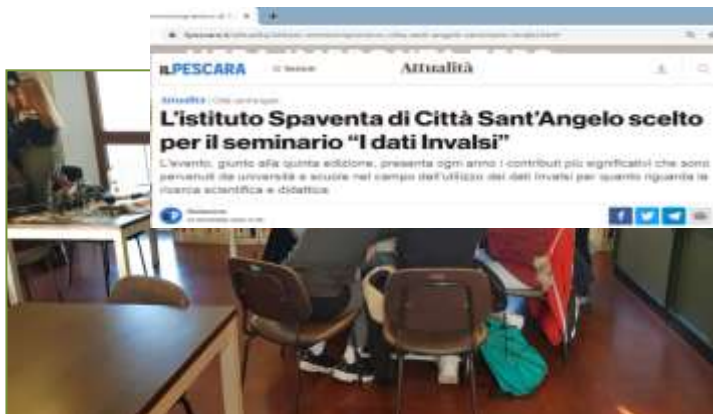 ILPESCARA
Attualità
Attualità
L'istituto Spaventa di Città Sant'Angelo scelto
per il seminario “I dati Invalsi”
L'evento, giunto alla quinta edizione, presenta ogni anno i contributi più significativi che sono
pervenuti da università e scuole nel campo dell'utilizzo dei dati Invalsi per quanto riguarda la
ricerca scientifica e didattica
Redazione